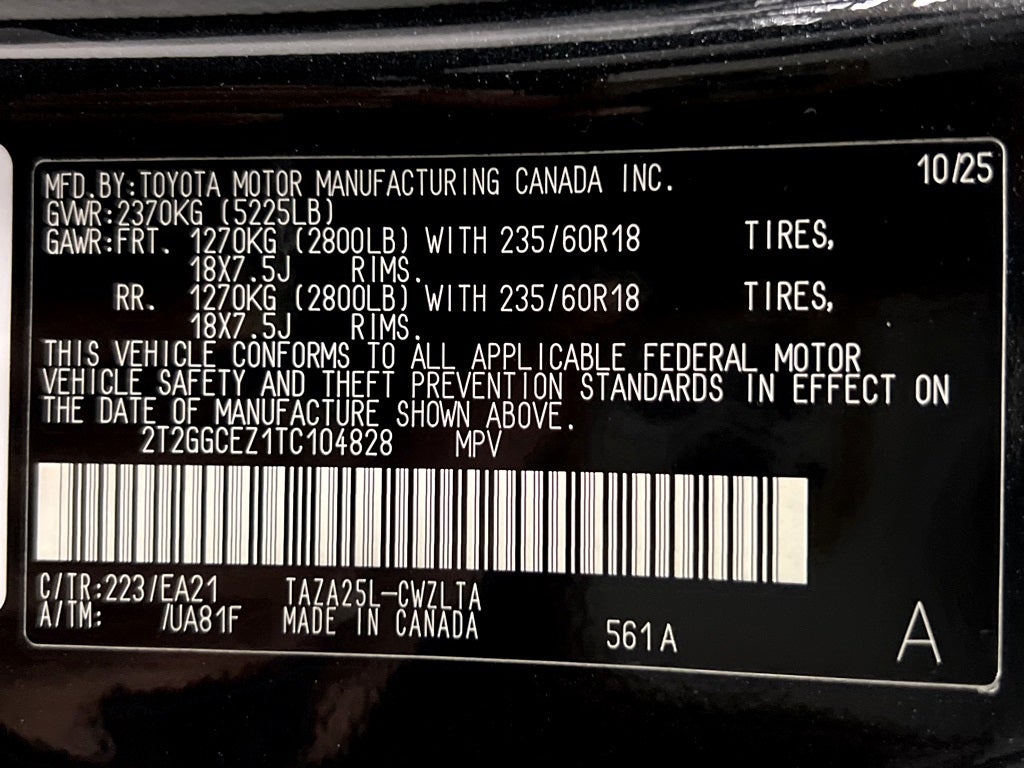 10/25
MFD.BY:TOYOTA MOTOR MANUFACTURING CANADA INC.
GVWR:2370KG (5225LB)
GAWR:FRT. 1270KG (2800LB) WITH 235/60R18 TIRES,
18X7.5J RIMS.
RR. 1270KG (2800LB) WITH 235/60R18 TIRES,
18X7.5J RIMS.
THIS VEHICLE CONFORMS TO ALL APPLICABLE FEDERAL MOTOR
VEHICLE SAFETY AND THEFT PREVENTION STANDARDS IN EFFECT ON
THE DATE OF MANUFACTURE SHOWN ABOVE.
2T2GGCEZ1TC104828 MPV
C/TR:223/EA21 TAZA25L-CWZLTA
A/TM: /UA81F MADE IN CANADA 561A A